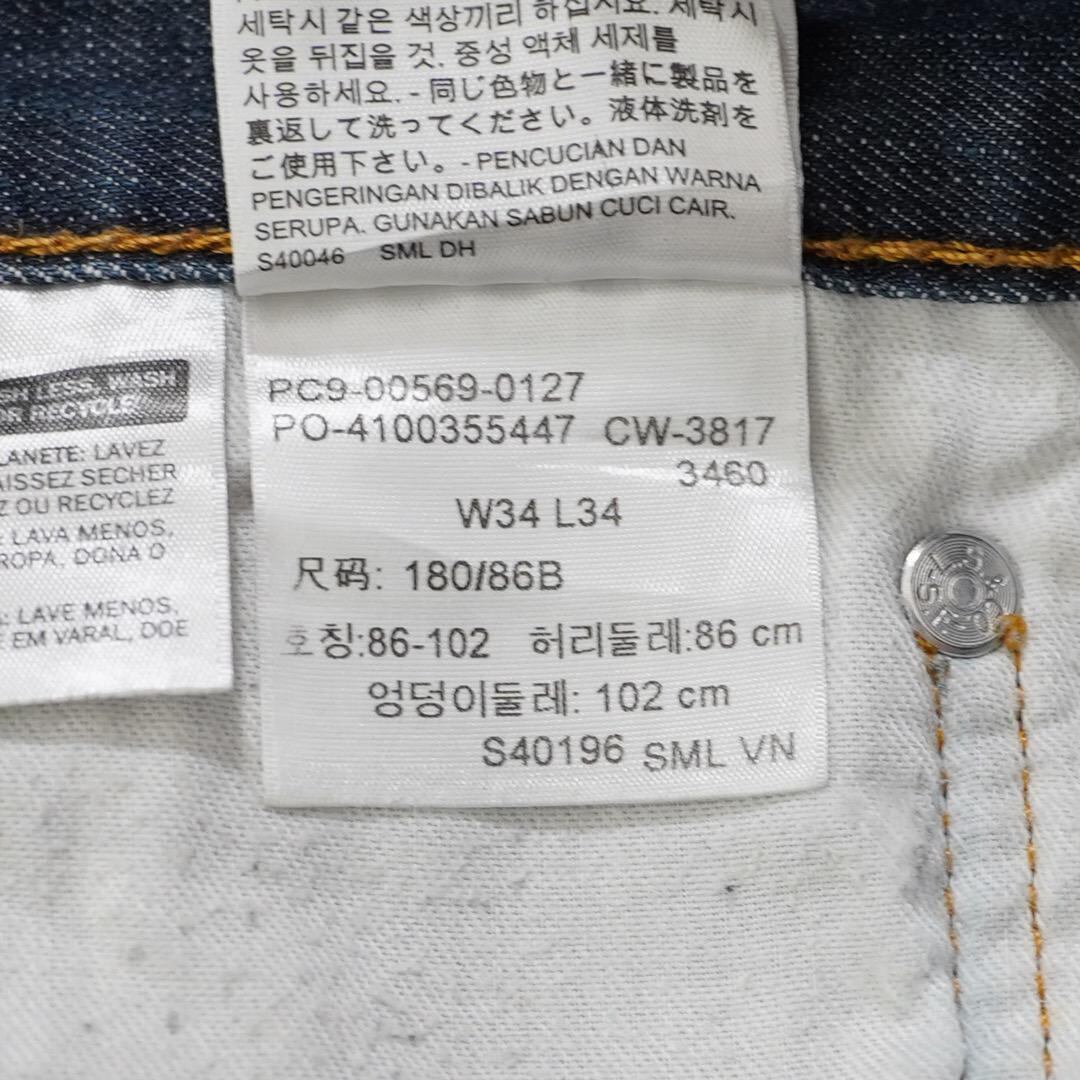 세탁시 같은 색상끼리 하십시요. 세탁시
옷을 뒤집을 것. 중성 액체 세제를
사용하세요. - 同じ色物と一緒に製品を
裏返して洗ってください。液体洗剤を
ご使用下さい。- PENCUCIAN DAN
PENGERINGAN DIBALIK DENGAN WARNA
SERUPA. GUNAKAN SABUN CUCI CAIR.
S40046 SML DH
LESS, WASH
RECYCLE
LANETE: LAVEZ
AISSEZ SECHER
Z OU RECYCLEZ
: LAVA MENOS,
ROPA, DONA O
: LAVE MENOS,
EM VARAL, DOE
PC9-00569-0127
PO-4100355447 CW-3817
3460
W34 L34
尺码: 180/86B
호칭:86-102 허리둘레:86 cm
엉덩이둘레: 102 cm
S40196 SML VN